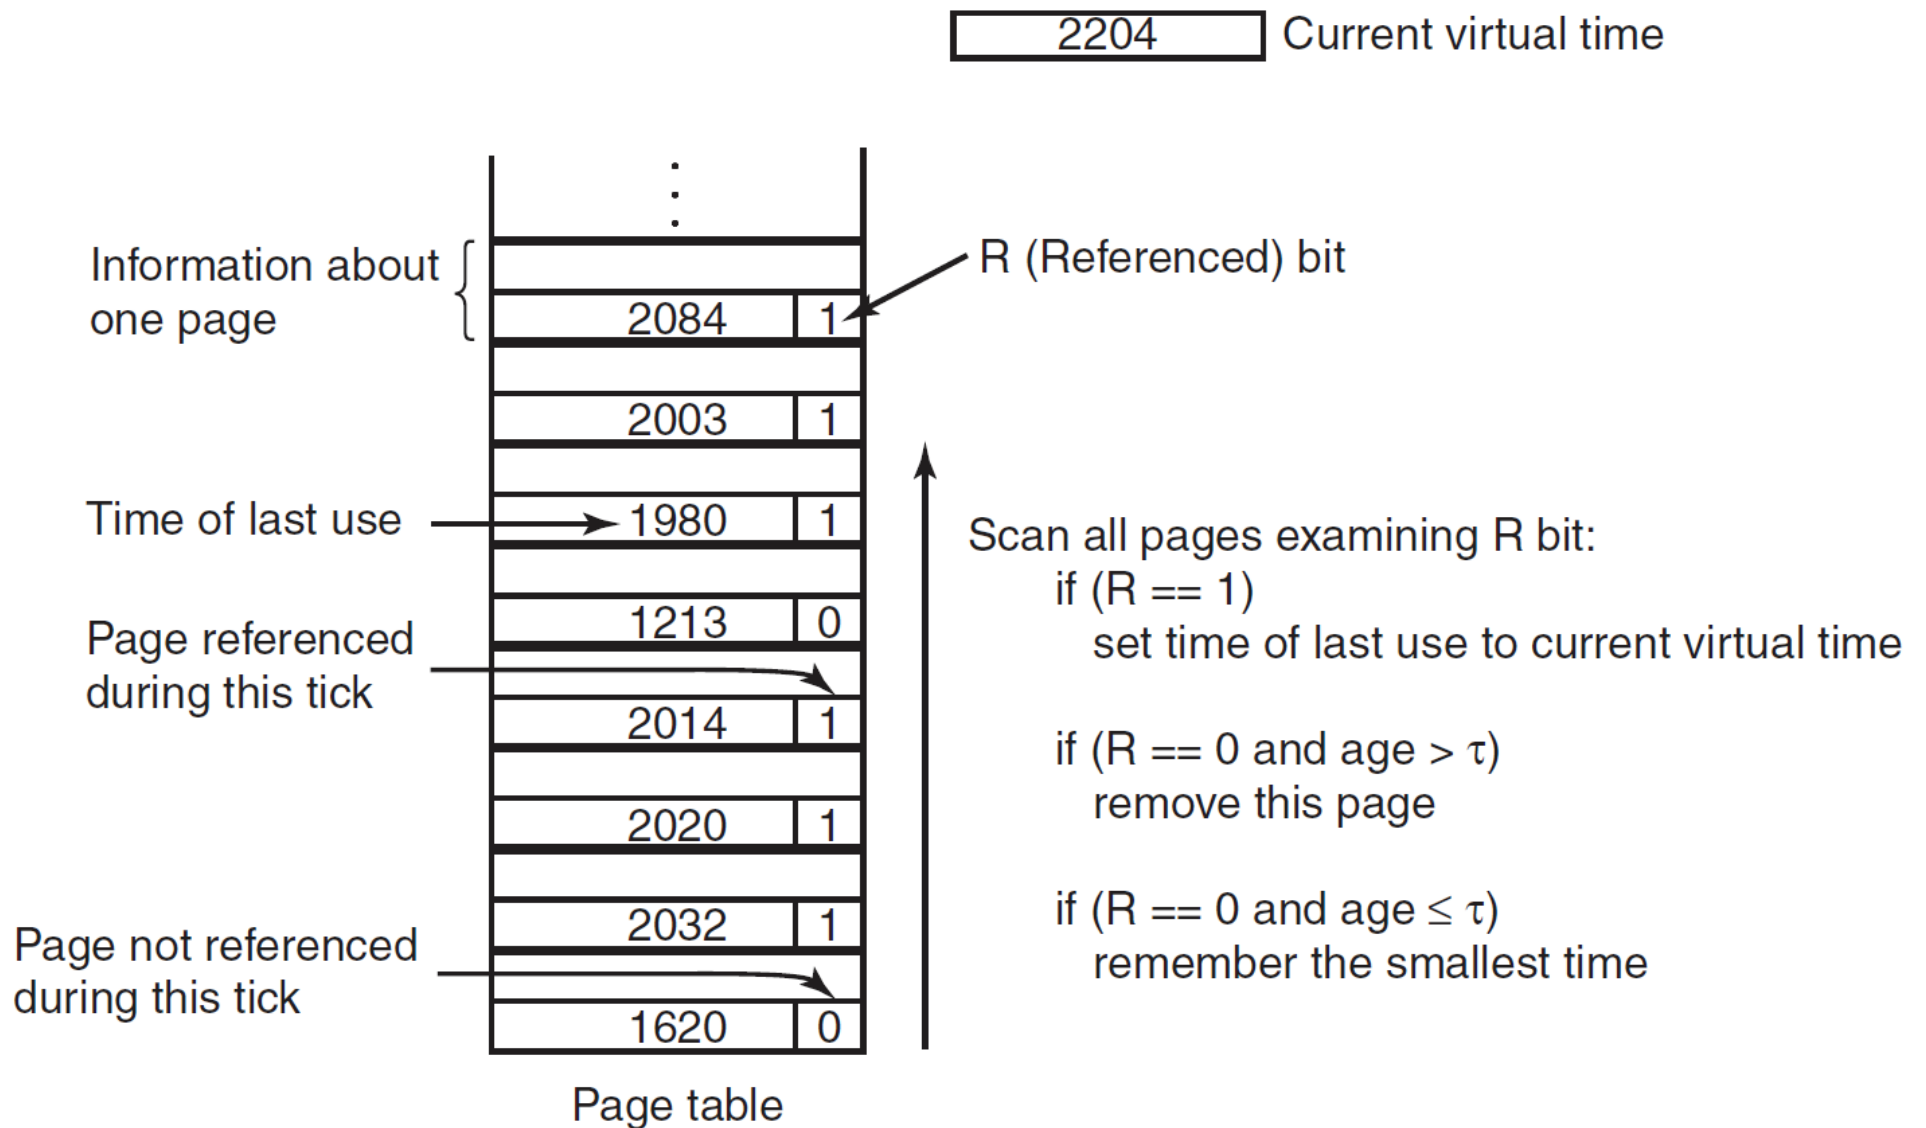 2204 Current virtual time
Information about
one page
R (Referenced) bit
2084 1
2003 1
Time of last use
1980 1
1213 0
Page referenced
during this tick
2014 1
2020 1
2032 1
Page not referenced
during this tick
1620 0
Page table
Scan all pages examining R bit:
if (R == 1)
set time of last use to current virtual time
if (R == 0 and age > τ)
remove this page
if (R == 0 and age ≤ τ)
remember the smallest time